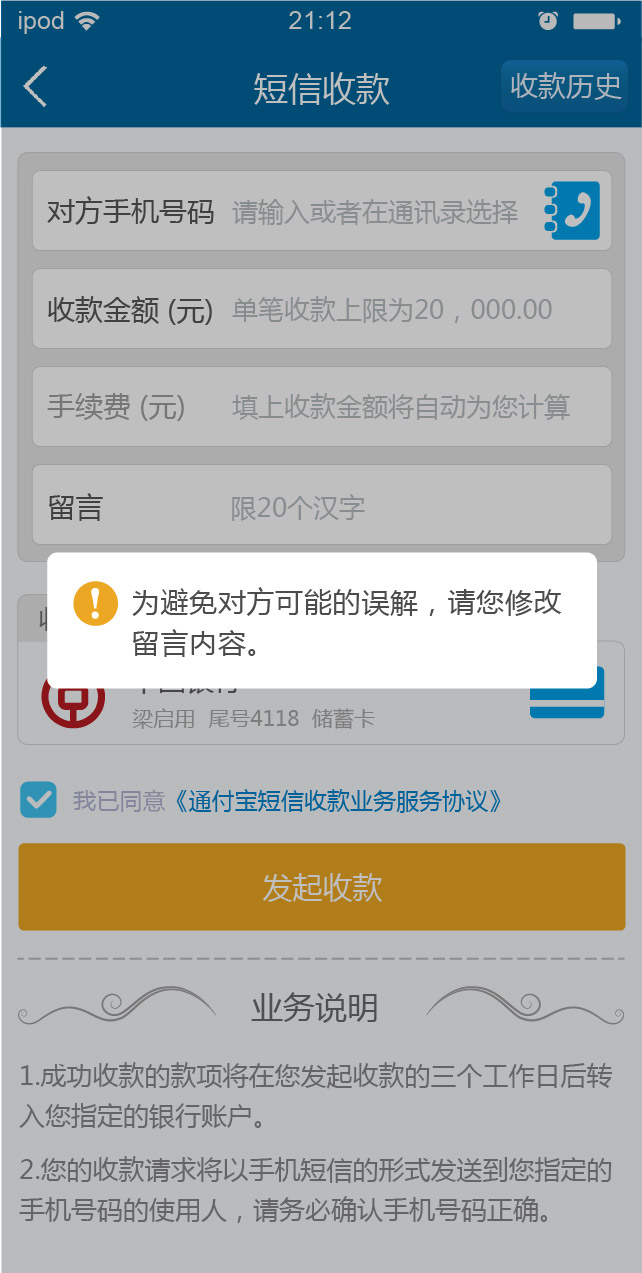 ipod 21:12
短信收款 收款历史
对方手机号码 请输入或者在通讯录选择
收款金额 (元) 单笔收款上限为20，000.00
手续费 (元) 填上收款金额将自动为您计算
留言 限20个汉字
为避免对方可能的误解，请您修改
留言内容。
中国银行
梁启用 尾号4118 储蓄卡
我已同意《通付宝短信收款业务服务协议》
发起收款
业务说明
1.成功收款的款项将在您发起收款的三个工作日后转
入您指定的银行账户。
2.您的收款请求将以手机短信的形式发送到您指定的
手机号码的使用人，请务必确认手机号码正确。